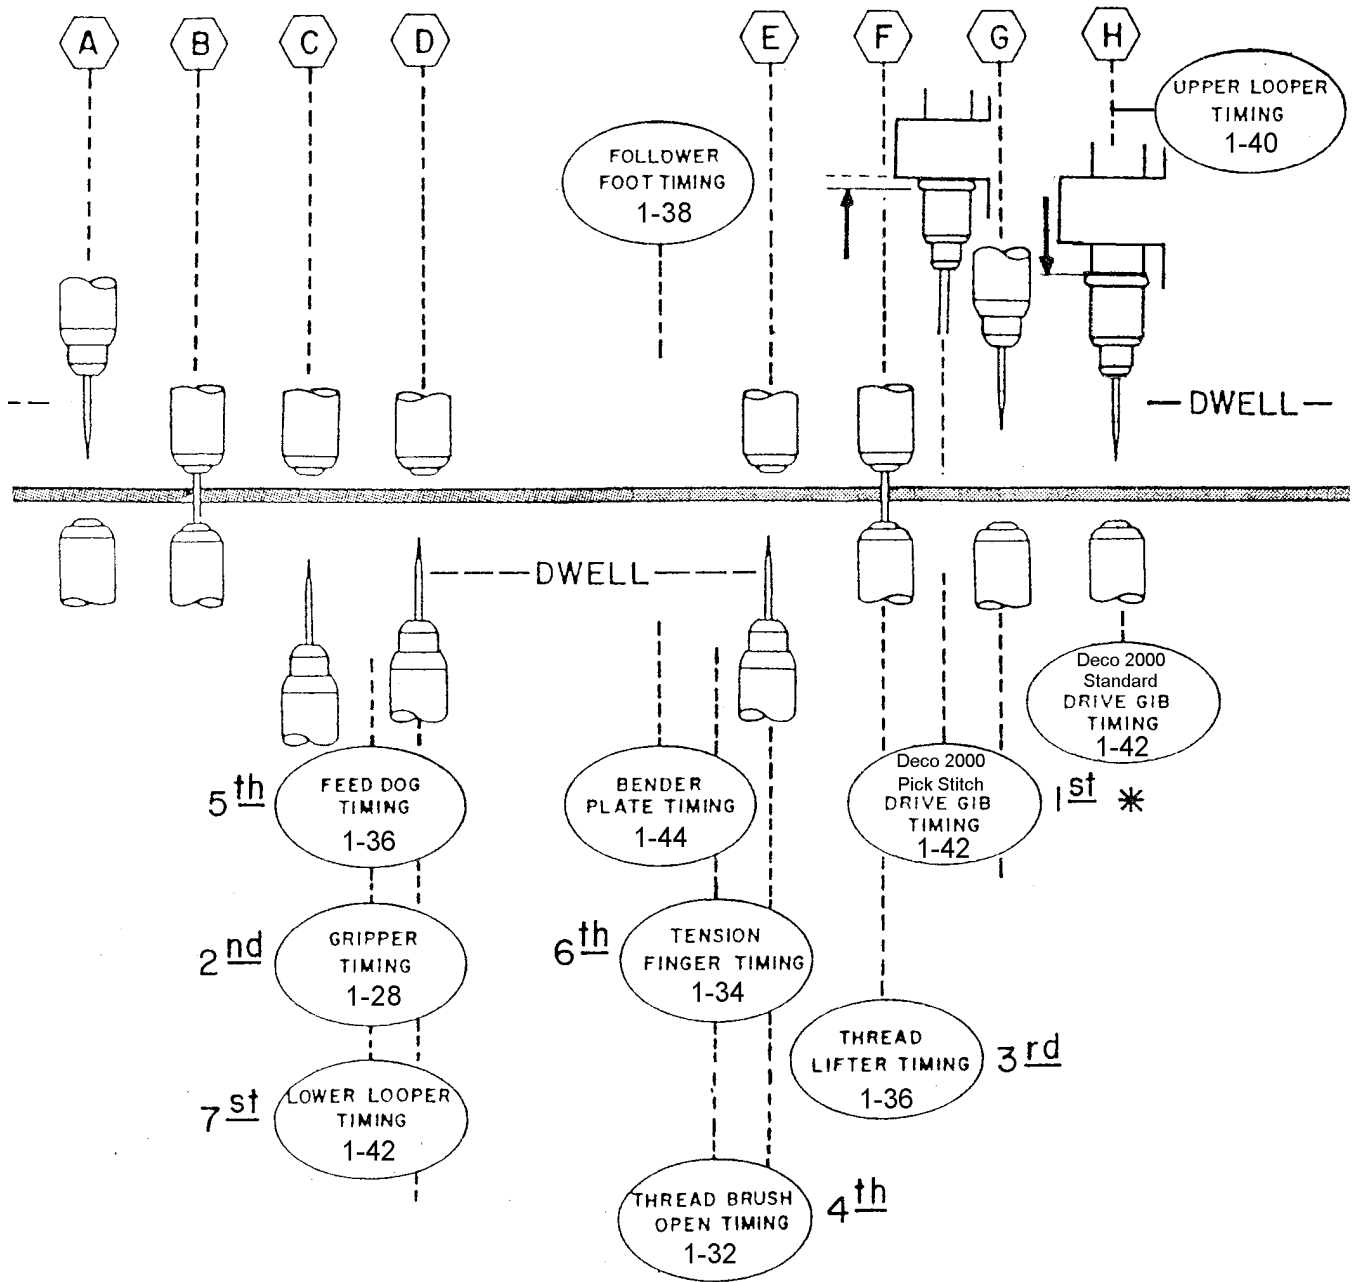 A
B
C
D
E
F
G
H
UPPER LOOPER
TIMING
1-40
FOLLOWER
FOOT TIMING
1-38
— DWELL —
----DWELL----
Deco 2000
Standard
DRIVE GIB
TIMING
1-42
5th
FEED DOG
TIMING
1-36
BENDER
PLATE TIMING
1-44
Deco 2000
Pick Stitch
DRIVE GIB
TIMING
1-42
1st *
2nd
GRIPPER
TIMING
1-28
6th
TENSION
FINGER TIMING
1-34
THREAD
LIFTER TIMING
1-36
3rd
7st
LOWER LOOPER
TIMING
1-42
THREAD BRUSH
OPEN TIMING
1-32
4th